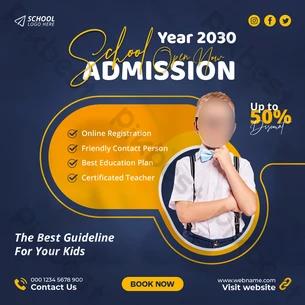 SCHOOL
LOGO HERE
Year 2030
School
Open Now
ADMISSION
Up to
50%
Discount
Online Registration
Friendly Contact Person
Best Education Plan
Certificated Teacher
The Best Guideline
For Your Kids
000 1234 5678 900
Contact Us
BOOK NOW
www.webname.com
Visit website